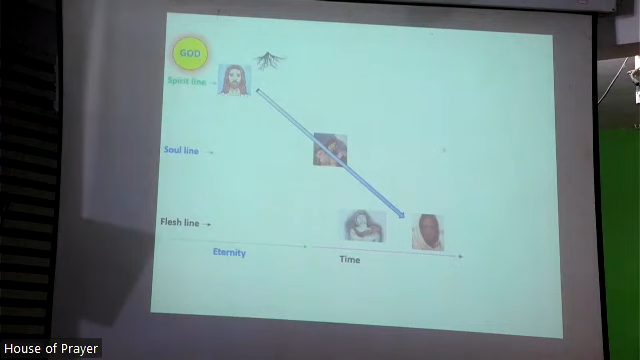 GOD
Spirit line
Soul line
Flesh line
Eternity
Time
House of Prayer